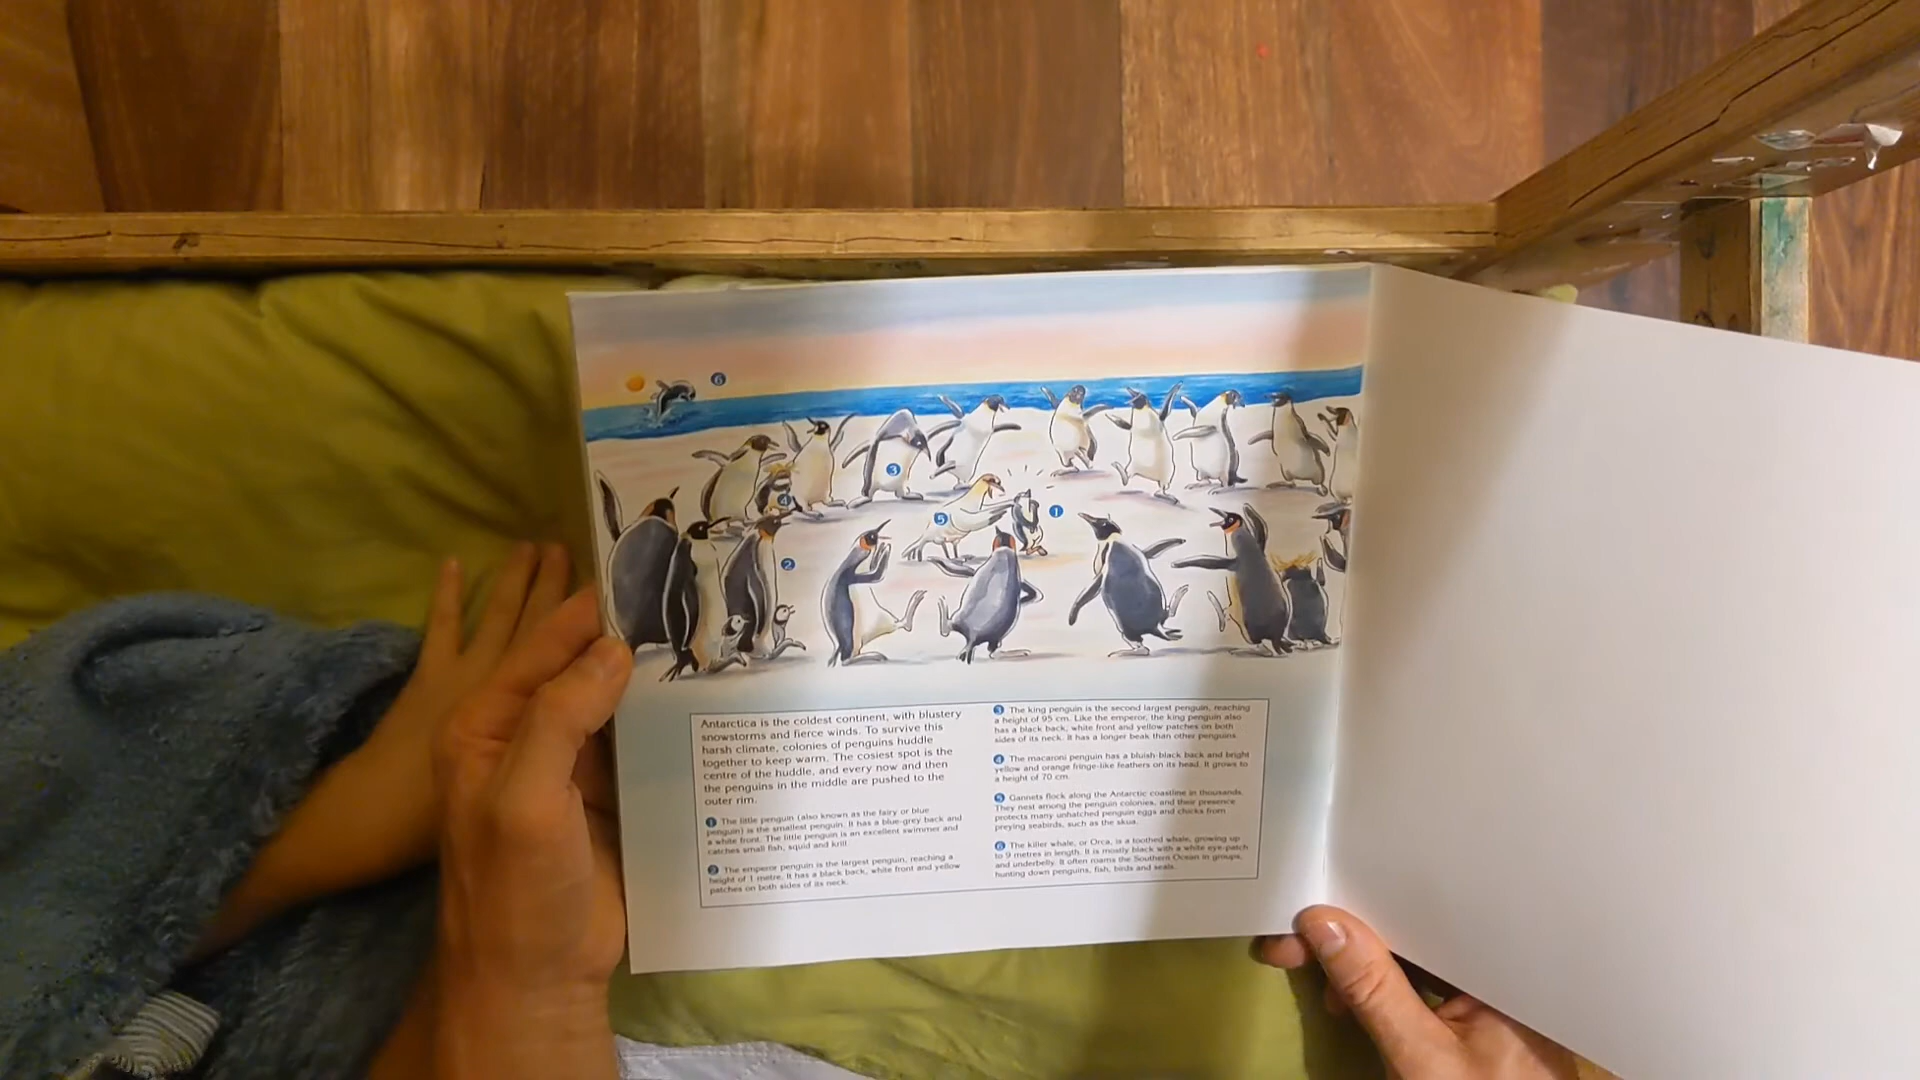 6
3
4
5
1
2
Antarctica is the coldest continent, with blustery
snowstorms and fierce winds. To survive this
harsh climate, colonies of penguins huddle
together to keep warm. The cosiest spot is the
centre of the huddle, and every now and then
the penguins in the middle are pushed to the
outer rim.
1 The little penguin (also known as the fairy or blue
penguin) is the smallest penguin. It has a blue-grey back and
a white front. The little penguin is an excellent swimmer and
catches small fish, squid and krill.
2 The emperor penguin is the largest penguin, reaching a
height of 1 metre. It has a black back, white front and yellow
patches on both sides of its neck.
3 The king penguin is the second largest penguin, reaching
a height of 95 cm. Like the emperor, the king penguin also
has a black back, white front and yellow patches on both
sides of its neck. It has a longer beak than other penguins.
4 The macaroni penguin has a bluish-black back and bright
yellow and orange fringe-like feathers on its head. It grows to
a height of 70 cm.
5 Gannets flock along the Antarctic coastline in thousands.
They nest among the penguin colonies, and their presence
protects many unhatched penguin eggs and chicks from
preying seabirds, such as the skua.
6 The killer whale, or Orca, is a toothed whale, growing up
to 9 metres in length. It is mostly black with a white eye-patch
and underbelly. It often roams the Southern Ocean in groups,
hunting down penguins, fish, birds and seals.